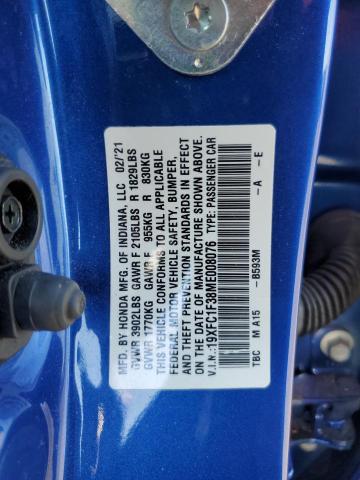 MFD. BY HONDA MFG. OF INDIANA, LLC 02/'21
GVWR 3902LBS GAWR F 2105LBS R 1829LBS
GVWR 1770KG GAWR F 955KG R 830KG
THIS VEHICLE CONFORMS TO ALL APPLICABLE
FEDERAL MOTOR VEHICLE SAFETY, BUMPER,
AND THEFT PREVENTION STANDARDS IN EFFECT
ON THE DATE OF MANUFACTURE SHOWN ABOVE.
V.I.N.:19XFC1F38ME008076 TYPE: PASSENGER CAR
TBC M A15 -B593M -A -E